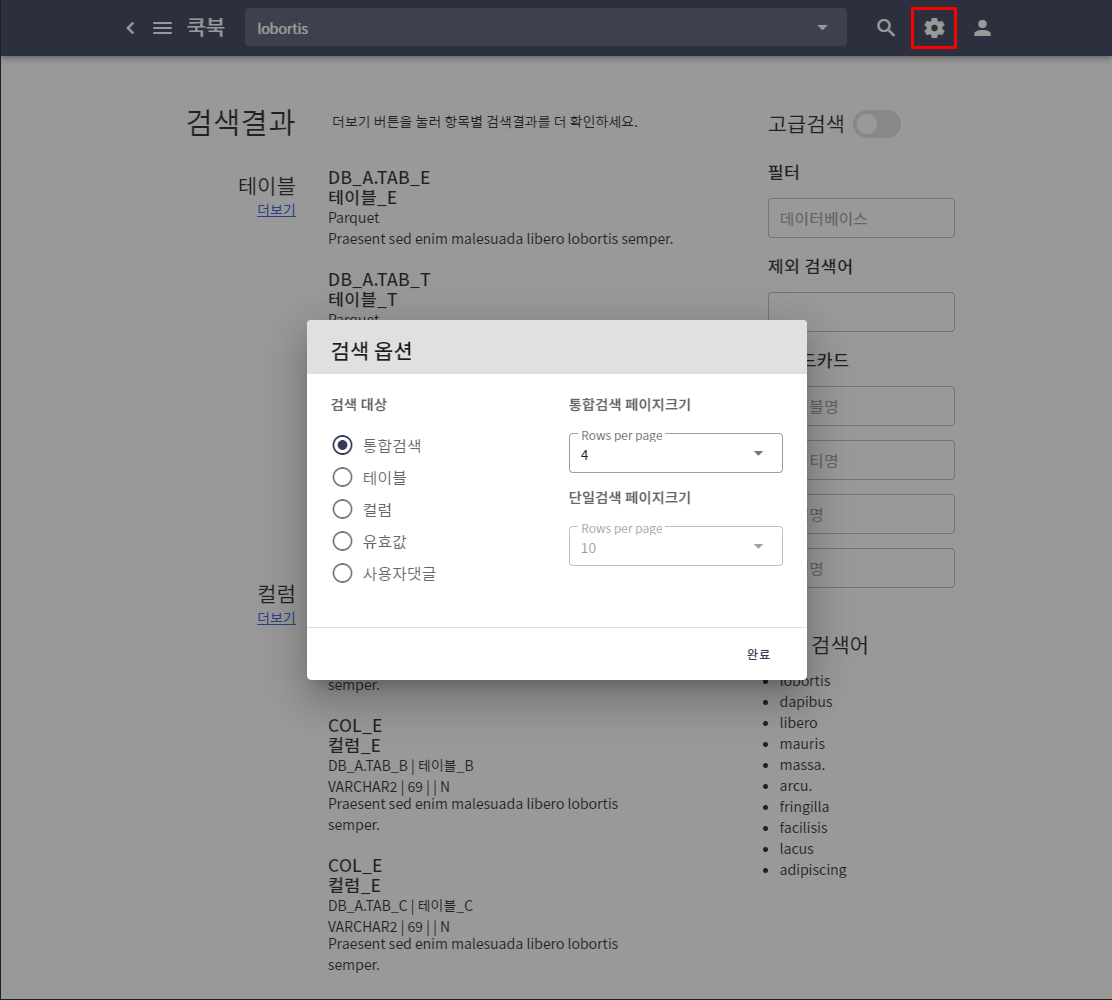 쿡북
lobortis
검색결과
더보기 버튼을 눌러 항목별 검색결과를 더 확인하세요.
테이블
더보기
DB_A.TAB_E
테이블_E
Parquet
Praesent sed enim malesuada libero lobortis semper.
DB_A.TAB_T
테이블_T
Parquet
고급검색
필터
데이터베이스
제외 검색어
드카드
블명
티명
명
명
검색 옵션
검색 대상
통합검색
테이블
컬럼
유효값
사용자댓글
통합검색 페이지크기
Rows per page
4
단일검색 페이지크기
Rows per page
10
완료
컬럼
더보기
semper.
COL_E
컬럼_E
DB_A.TAB_B | 테이블_B
VARCHAR2 | 69 | | N
Praesent sed enim malesuada libero lobortis
semper.
COL_E
컬럼_E
DB_A.TAB_C | 테이블_C
VARCHAR2 | 69 | | N
Praesent sed enim malesuada libero lobortis
semper.
검색어
lobortis
dapibus
libero
mauris
massa.
arcu.
fringilla
facilisis
lacus
adipiscing